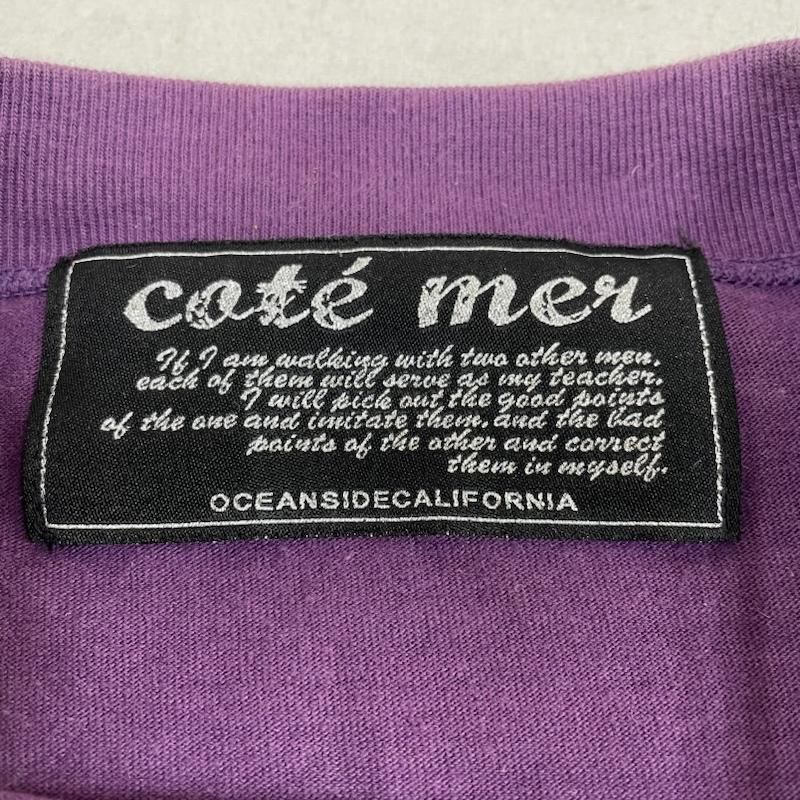 coté mer
If I am walking with two other men,
each of them will serve as my teacher.
I will pick out the good points
of the one and imitate them, and the bad
points of the other and correct
them in myself.
OCEANSIDECALIFORNIA